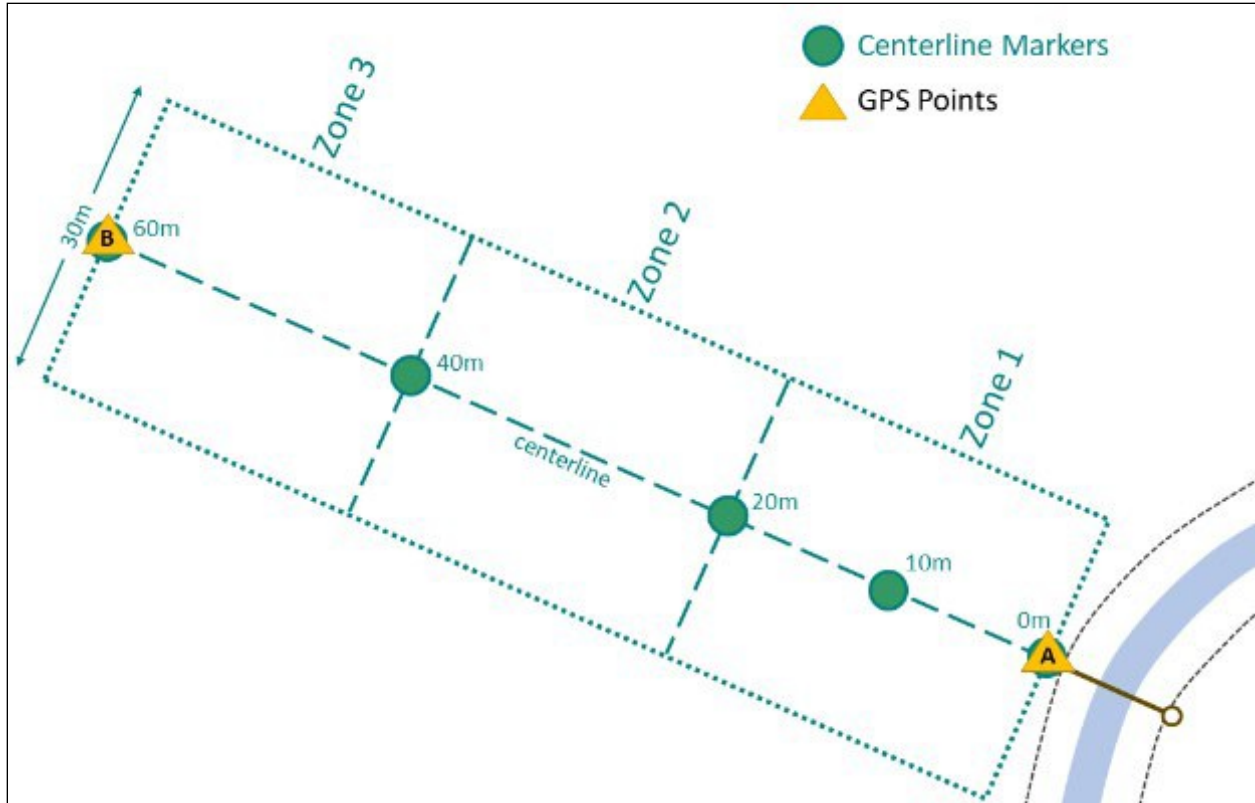 Centerline Markers
GPS Points
Zone 3
Zone 2
Zone 1
30m
B
60m
40m
centerline
20m
10m
0m
A